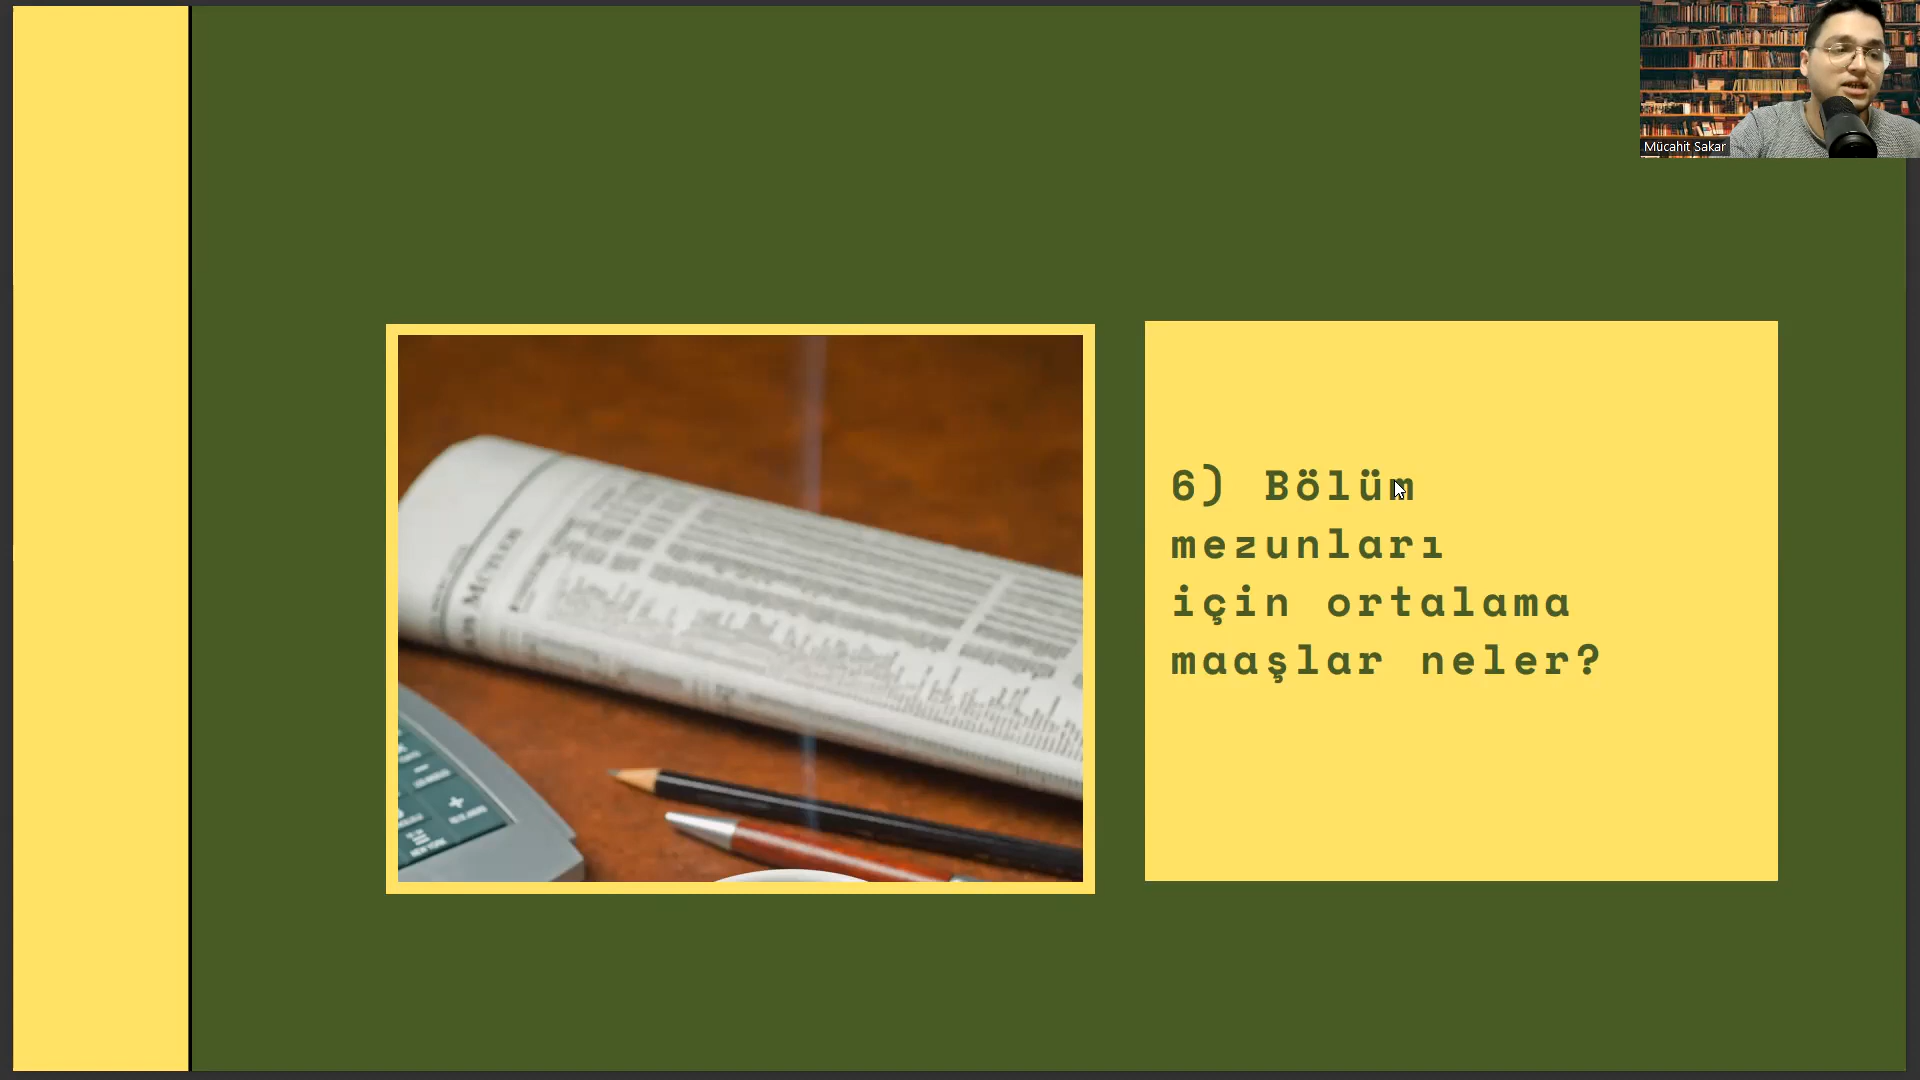 Mücahit Sakar
6) Bölüm
mezunları
için ortalama
maaşlar neler?